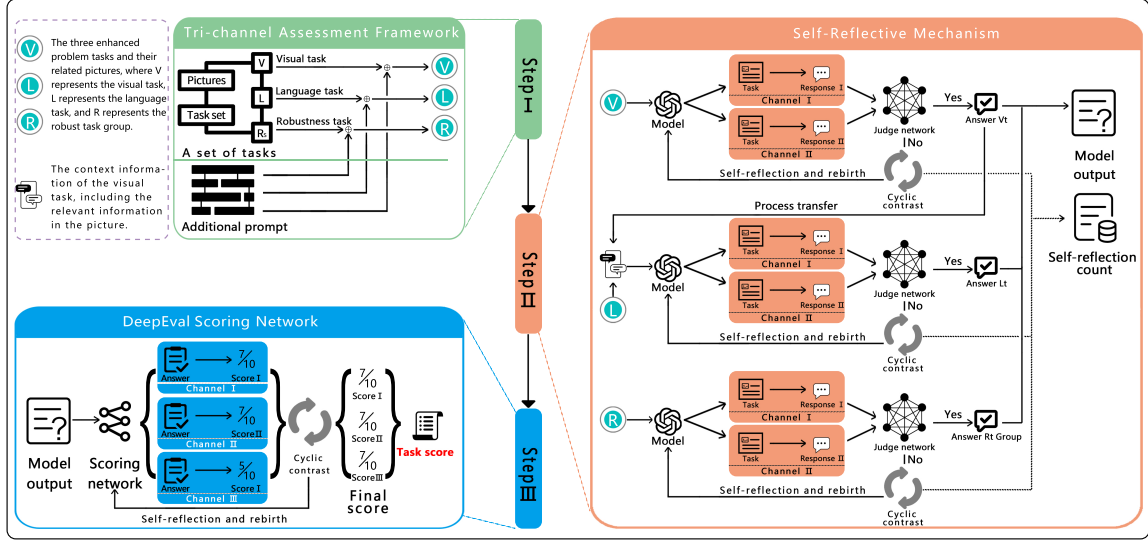 V
L
R
The three enhanced
problem tasks and their
related pictures, where V
represents the visual task,
L represents the language
task, and R represents the
robust task group.
The context informa-
tion of the visual
task, including the
relevant information
in the picture.
Tri-channel Assessment Framework
Pictures
Task set
V
L
Rs
Visual task
Language task
Robustness task
V
L
R
A set of tasks
Additional prompt
Step Ⅰ
Step Ⅱ
Step Ⅲ
DeepEval Scoring Network
Model
output
Scoring
network
Answer
7/10
Score Ⅰ
Channel Ⅰ
Answer
7/10
Score Ⅱ
Channel Ⅱ
Answer
5/10
Score Ⅰ
Channel Ⅲ
Cyclic
contrast
7/10
Score Ⅰ
7/10
Score Ⅱ
7/10
Score Ⅲ
Final
score
Task score
Self-reflection and rebirth
Self-Reflective Mechanism
V
Model
Task
Response Ⅰ
Channel Ⅰ
Task
Response Ⅱ
Channel Ⅱ
Judge network
No
Yes
Answer Vt
Self-reflection and rebirth
Cyclic
contrast
Process transfer
L
Model
Task
Response Ⅰ
Channel Ⅰ
Task
Response Ⅱ
Channel Ⅱ
Judge network
No
Yes
Answer Lt
Self-reflection and rebirth
Cyclic
contrast
R
Model
Task
Response Ⅰ
Channel Ⅰ
Task
Response Ⅱ
Channel Ⅱ
Judge network
No
Yes
Answer Rt Group
Self-reflection and rebirth
Cyclic
contrast
Model
output
Self-reflection
count